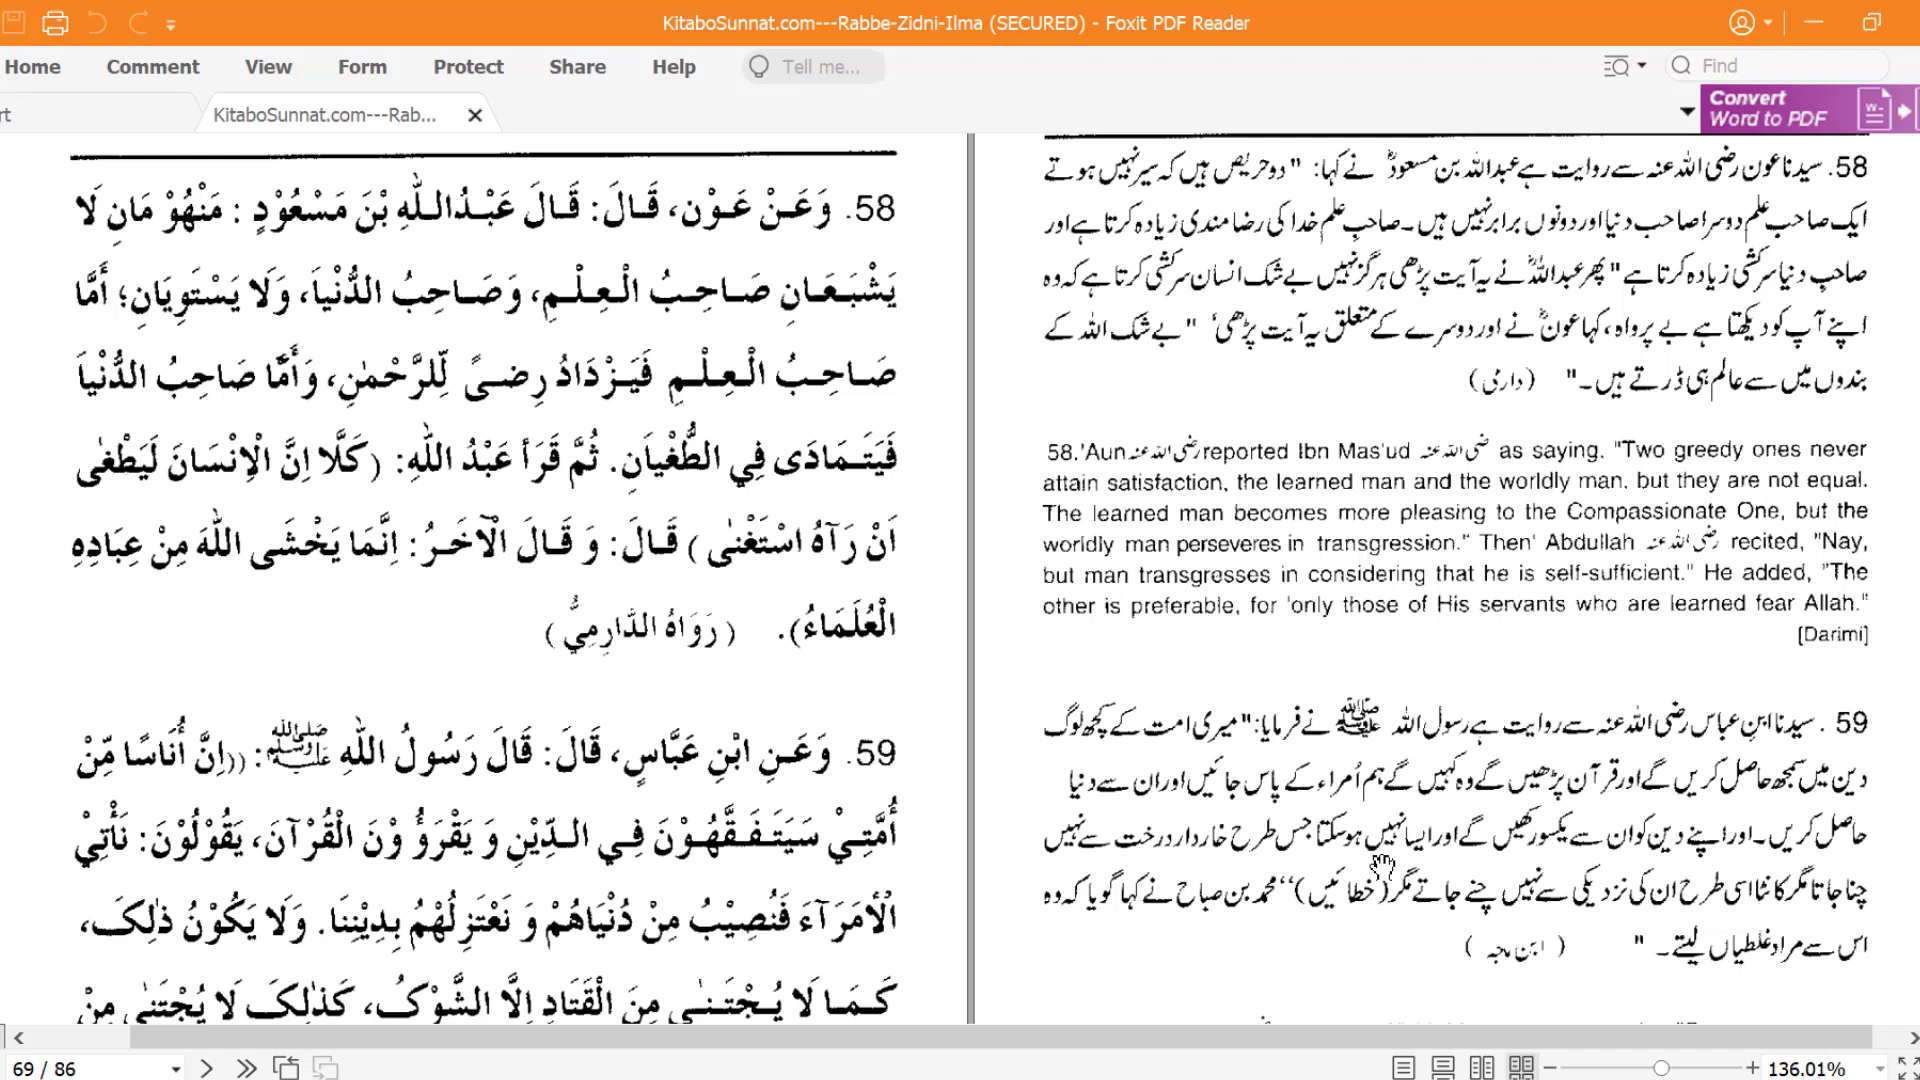 KitaboSunnat.com---Rabbe-Zidni-Ilma (SECURED) - Foxit PDF Reader
Home Comment View Form Protect Share Help Tell me... Find
rt KitaboSunnat.com---Rab... Convert Word to PDF
58. وَعَنْ عَوْن، قَالَ: قَالَ عَبْدُاللّٰهِ بْنَ مَسْعُوْدٍ : مَنْهُوْ مَانِ لَا
يَشْبَعَانِ صَاحِبُ الْعِلْمِ، وَصَاحِبُ الدُّنْيَا، وَلَا يَسْتَوِيَانِ؛ أَمَّا
صَاحِبُ الْعِلْمِ فَيَزْدَادُ رِضىً لِّلرَّحْمٰنِ، وَأَمَّا صَاحِبُ الدُّنْيَا
فَيَتَمَادَى فِي الطُّغْيَانِ. ثُمَّ قَرَأَ عَبْدُ اللّٰهِ: (كَلَّا اِنَّ الْاِنْسَانَ لَيَطْغٰى
اَنْ رَآهُ اسْتَغْنٰى) قَالَ: وَ قَالَ الْآخَرُ: اِنَّمَا يَخْشَى اللّٰهَ مِنْ عِبَادِهِ
الْعُلَمَاءُ). (رَوَاهُ الدَّارِمِيُّ)
59. وَعَنِ ابْنِ عَبَّاسٍ، قَالَ: قَالَ رَسُولُ اللّٰهِ ﷺ: ((اِنَّ أُنَاسًا مِّنْ
أُمَّتِيْ سَيَتَفَقَّهُوْنَ فِي الدِّيْنِ وَ يَقْرَؤُ وْنَ الْقُرْآنَ، يَقُوْلُوْنَ: نَأْتِيْ
الْأُمَرَآءَ فَنُصِيْبُ مِنْ دُنْيَاهُمْ وَ نَعْتَزِلُهُمْ بِدِيْنِنَا. وَلَا يَكُوْنُ ذٰلِكَ،
كَمَا لَا يُجْتَنٰى مِنَ الْقَتَادِ اِلَّا الشَّوْكُ، كَذٰلِكَ لَا يُجْتَنٰى مِنْ
58. سیدنا عون رضی اللہ عنہ سے روایت ہے عبداللہ بن مسعودؓ نے کہا: "دو حریص ہیں کہ سیر نہیں ہوتے
ایک صاحب علم دوسرا صاحب دنیا اور دونوں برابر نہیں ہیں۔ صاحبِ علم خدا کی رضا مندی زیادہ کرتا ہے اور
صاحبِ دنیا سرکشی زیادہ کرتا ہے" پھر عبداللہؓ نے یہ آیت پڑھی ہرگز نہیں بے شک انسان سرکشی کرتا ہے کہ وہ
اپنے آپ کو دیکھتا ہے بے پرواہ، کہا عونؓ نے اور دوسرے کے متعلق یہ آیت پڑھی' "بے شک اللہ کے
بندوں میں سے عالم ہی ڈرتے ہیں۔" (دارمی)
58.'Aun رضی اللہ عنہ reported Ibn Mas'ud رضی اللہ عنہ as saying, "Two greedy ones never
attain satisfaction, the learned man and the worldly man, but they are not equal.
The learned man becomes more pleasing to the Compassionate One, but the
worldly man perseveres in transgression." Then' Abdullah رضی اللہ عنہ recited, "Nay,
but man transgresses in considering that he is self-sufficient." He added, "The
other is preferable, for 'only those of His servants who are learned fear Allah."
[Darimi]
59. سیدنا ابنِ عباس رضی اللہ عنہ سے روایت ہے رسول اللہ ﷺ نے فرمایا: "میری امت کے کچھ لوگ
دین میں سمجھ حاصل کریں گے اور قرآن پڑھیں گے وہ کہیں گے ہم اُمراء کے پاس جائیں اور ان سے دنیا
حاصل کریں۔ اور اپنے دین کو ان سے یکسو رکھیں گے اور ایسا نہیں ہو سکتا جس طرح خاردار درخت سے نہیں
چنا جاتا مگر کانٹا اسی طرح ان کی نزدیکی سے نہیں چنے جاتے مگر (خطائیں)'' محمد بن صباح نے کہا گویا کہ وہ
اس سے مراد غلطیاں لیتے۔ " (ابن ماجہ)
69 / 86 136.01%